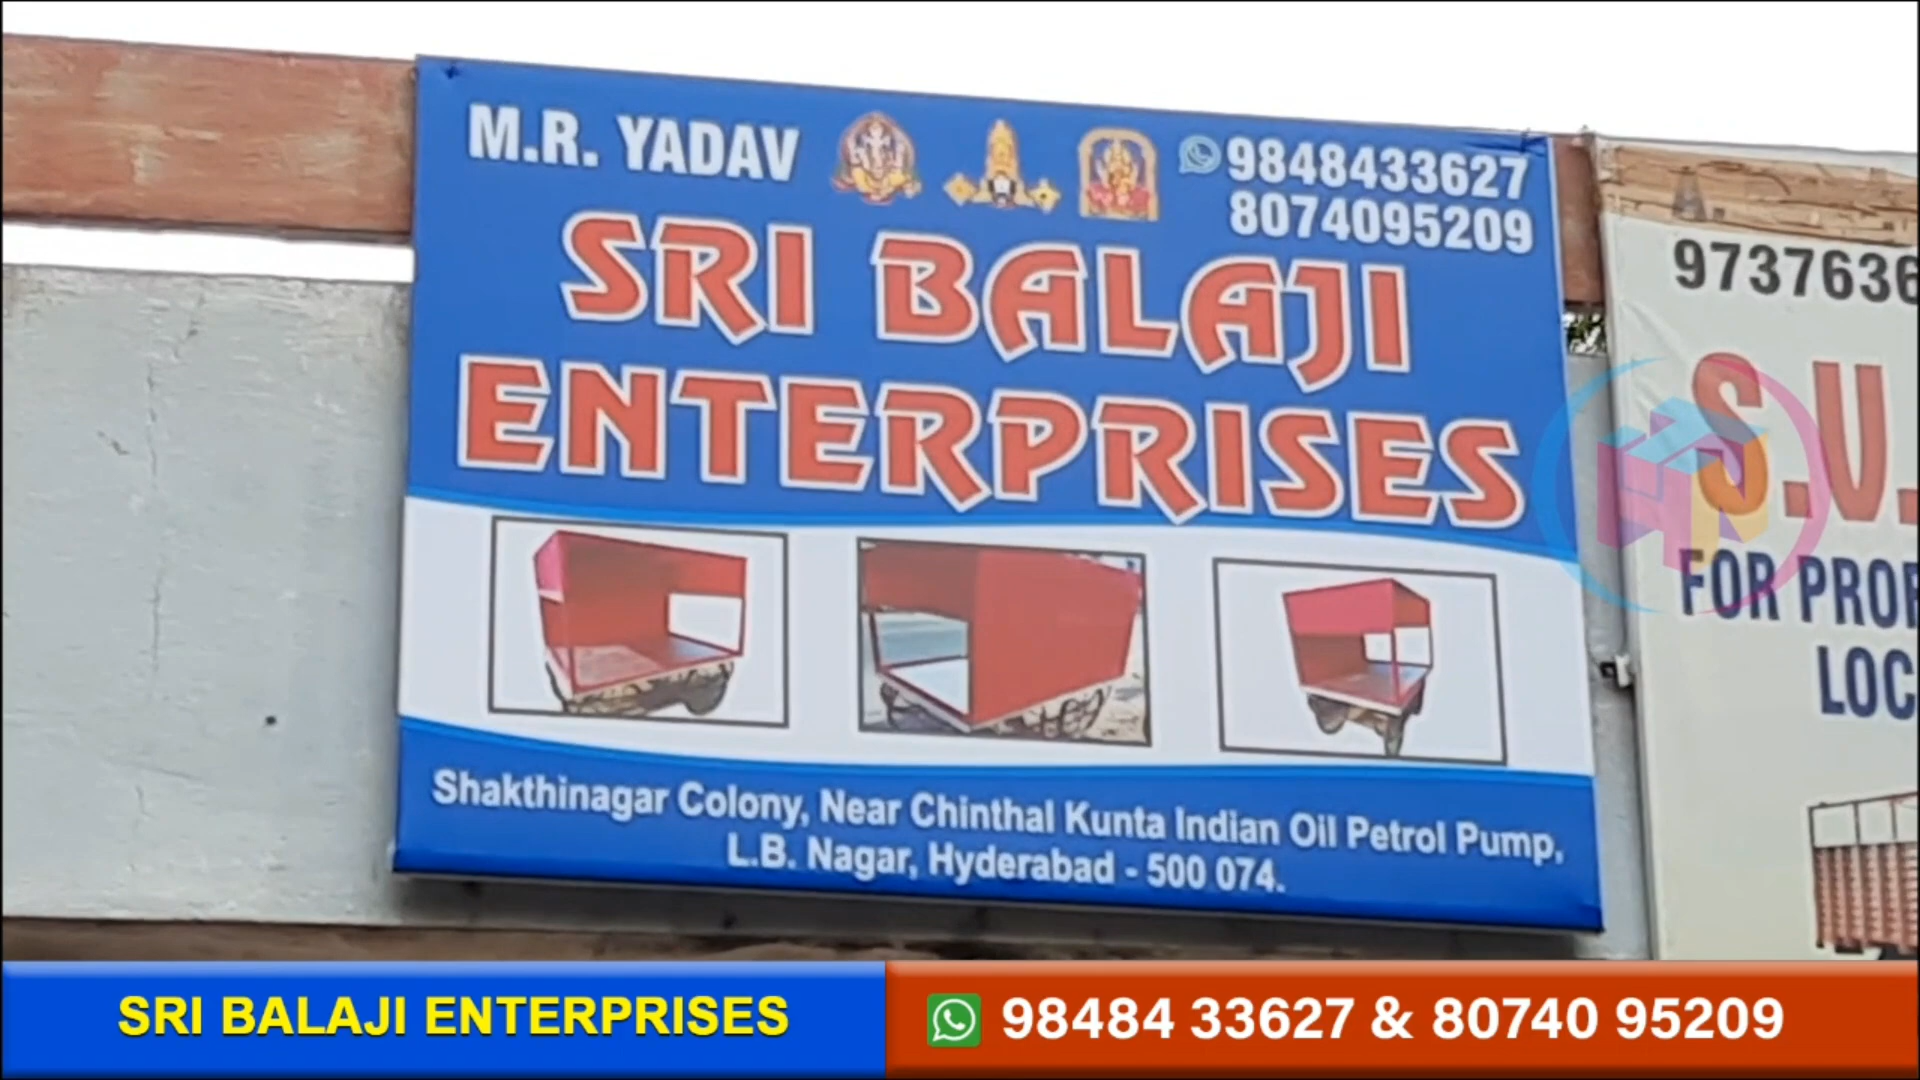 M.R. YADAV
9848433627
8074095209
SRI BALAJI
ENTERPRISES
Shakthinagar Colony, Near Chinthal Kunta Indian Oil Petrol Pump,
L.B. Nagar, Hyderabad - 500 074.
9737636
S.V.
FOR
LOC
SRI BALAJI ENTERPRISES
98484 33627 & 80740 95209